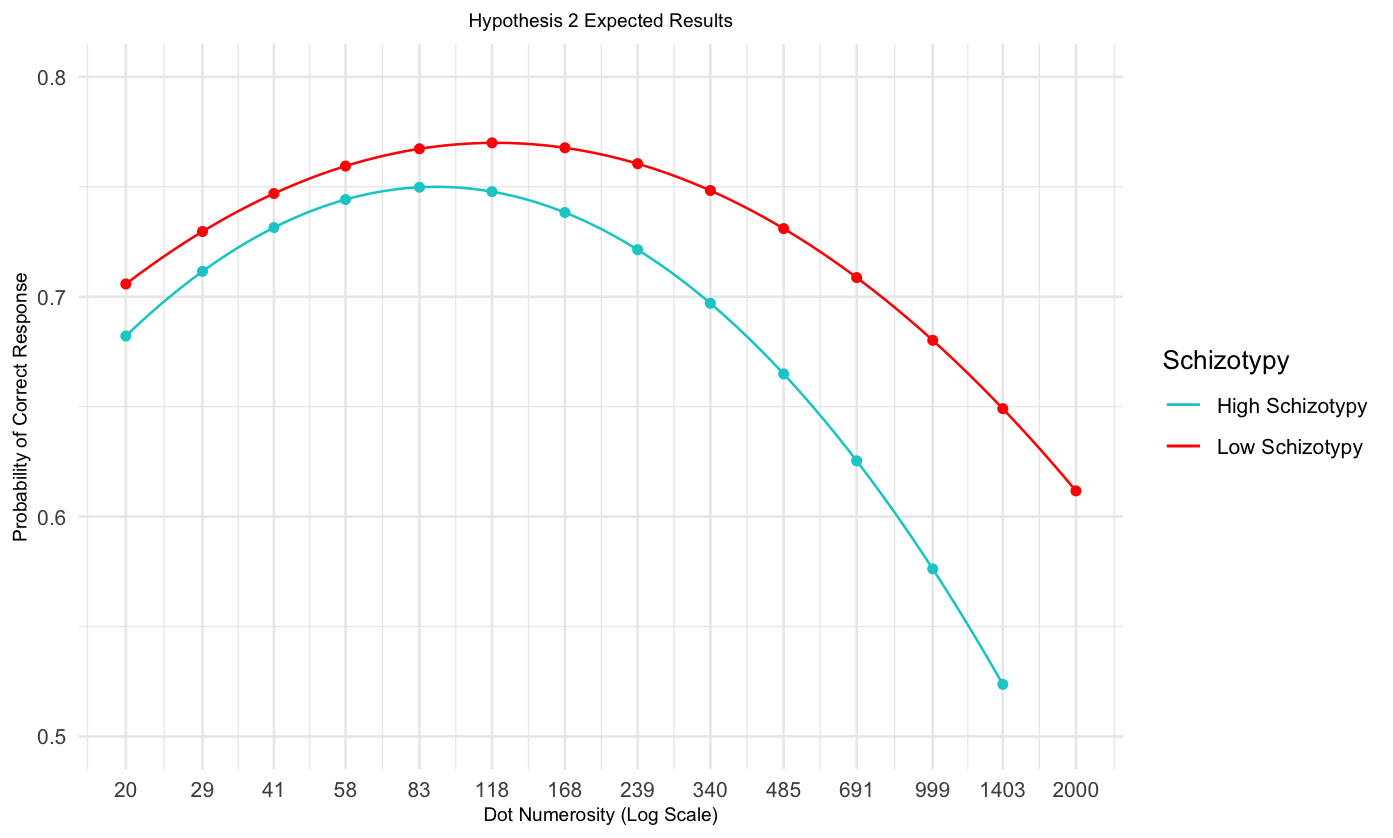 Hypothesis 2 Expected Results
0.8
0.7
0.6
0.5
Probability of Correct Response
20 29 41 58 83 118 168 239 340 485 691 999 1403 2000
Dot Numerosity (Log Scale)
Schizotypy
High Schizotypy
Low Schizotypy